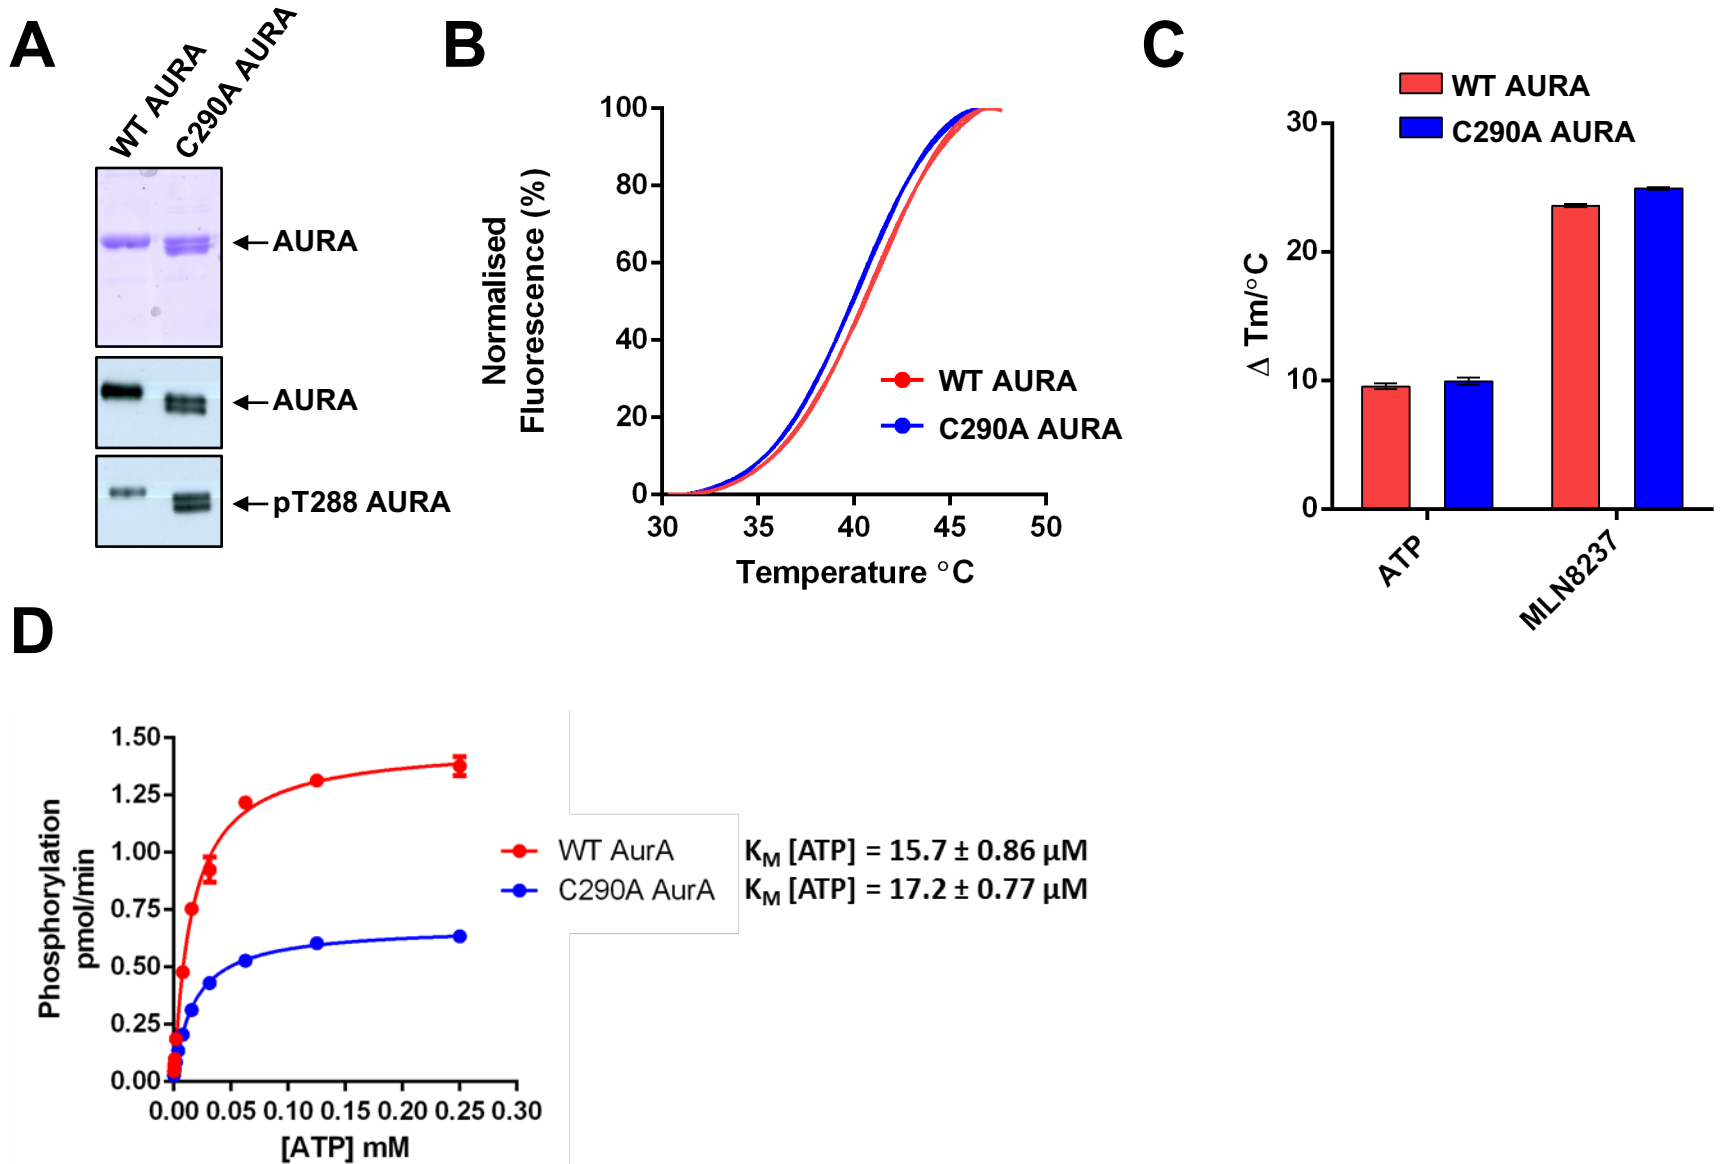 A
WT AURA
C290A AURA
AURA
AURA
pT288 AURA
B
Normalised
Fluorescence (%)
100
80
60
40
20
0
30 35 40 45 50
Temperature °C
WT AURA
C290A AURA
C
WT AURA
C290A AURA
Δ Tm/°C
30
20
10
0
ATP
MLN8237
D
Phosphorylation
pmol/min
1.50
1.25
1.00
0.75
0.50
0.25
0.00
0.00 0.05 0.10 0.15 0.20 0.25 0.30
[ATP] mM
WT AurA KM [ATP] = 15.7 ± 0.86 µM
C290A AurA KM [ATP] = 17.2 ± 0.77 µM